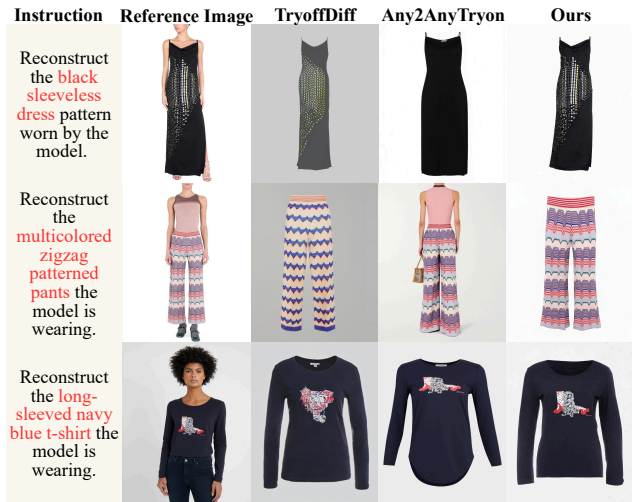 Instruction Reference Image TryoffDiff Any2AnyTryon Ours
Reconstruct
the black
sleeveless
dress pattern
worn by the
model.
Reconstruct
the
multicolored
zigzag
patterned
pants the
model is
wearing.
Reconstruct
the long-
sleeved navy
blue t-shirt the
model is
wearing.